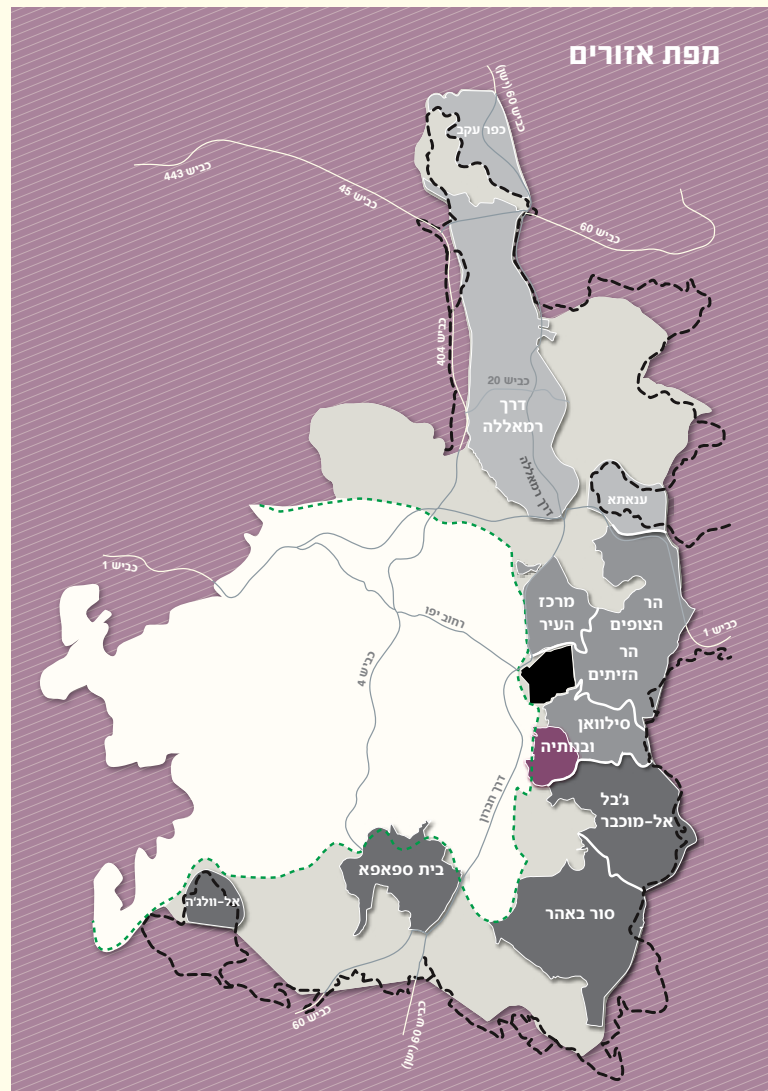 מפת אזורים
כביש 60 (ישן)
כפר עקב
כביש 443
כביש 45
כביש 60
כביש 404
כביש 20
דרך
רמאללה
דרך רמאללה
ענאתא
כביש 1
מרכז
העיר
הר
הצופים
כביש 1
רחוב יפו
הר
הזיתים
כביש 4
סילוואן
ובנותיה
דרך חברון
ג'בל
אל-מוכבר
בית ספאפא
אל-וולג'ה
סור באהר
כביש 60
כביש 60 (ישן)